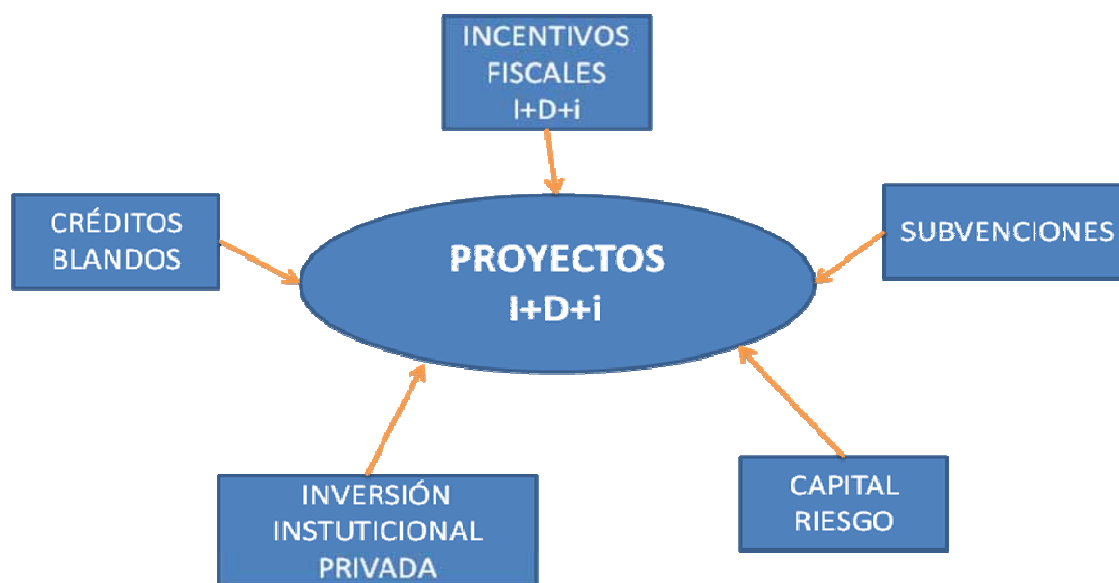 INCENTIVOS
FISCALES
I+D+i
CRÉDITOS
BLANDOS
PROYECTOS
I+D+i
SUBVENCIONES
INVERSIÓN
INSTUTICIONAL
PRIVADA
CAPITAL
RIESGO